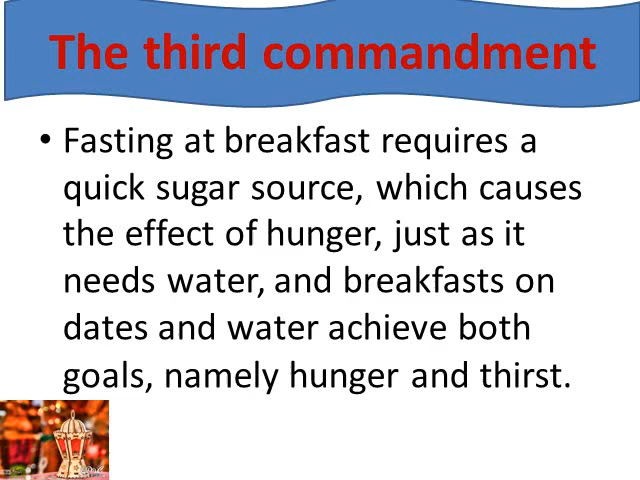 The third commandment
• Fasting at breakfast requires a
quick sugar source, which causes
the effect of hunger, just as it
needs water, and breakfasts on
dates and water achieve both
goals, namely hunger and thirst.